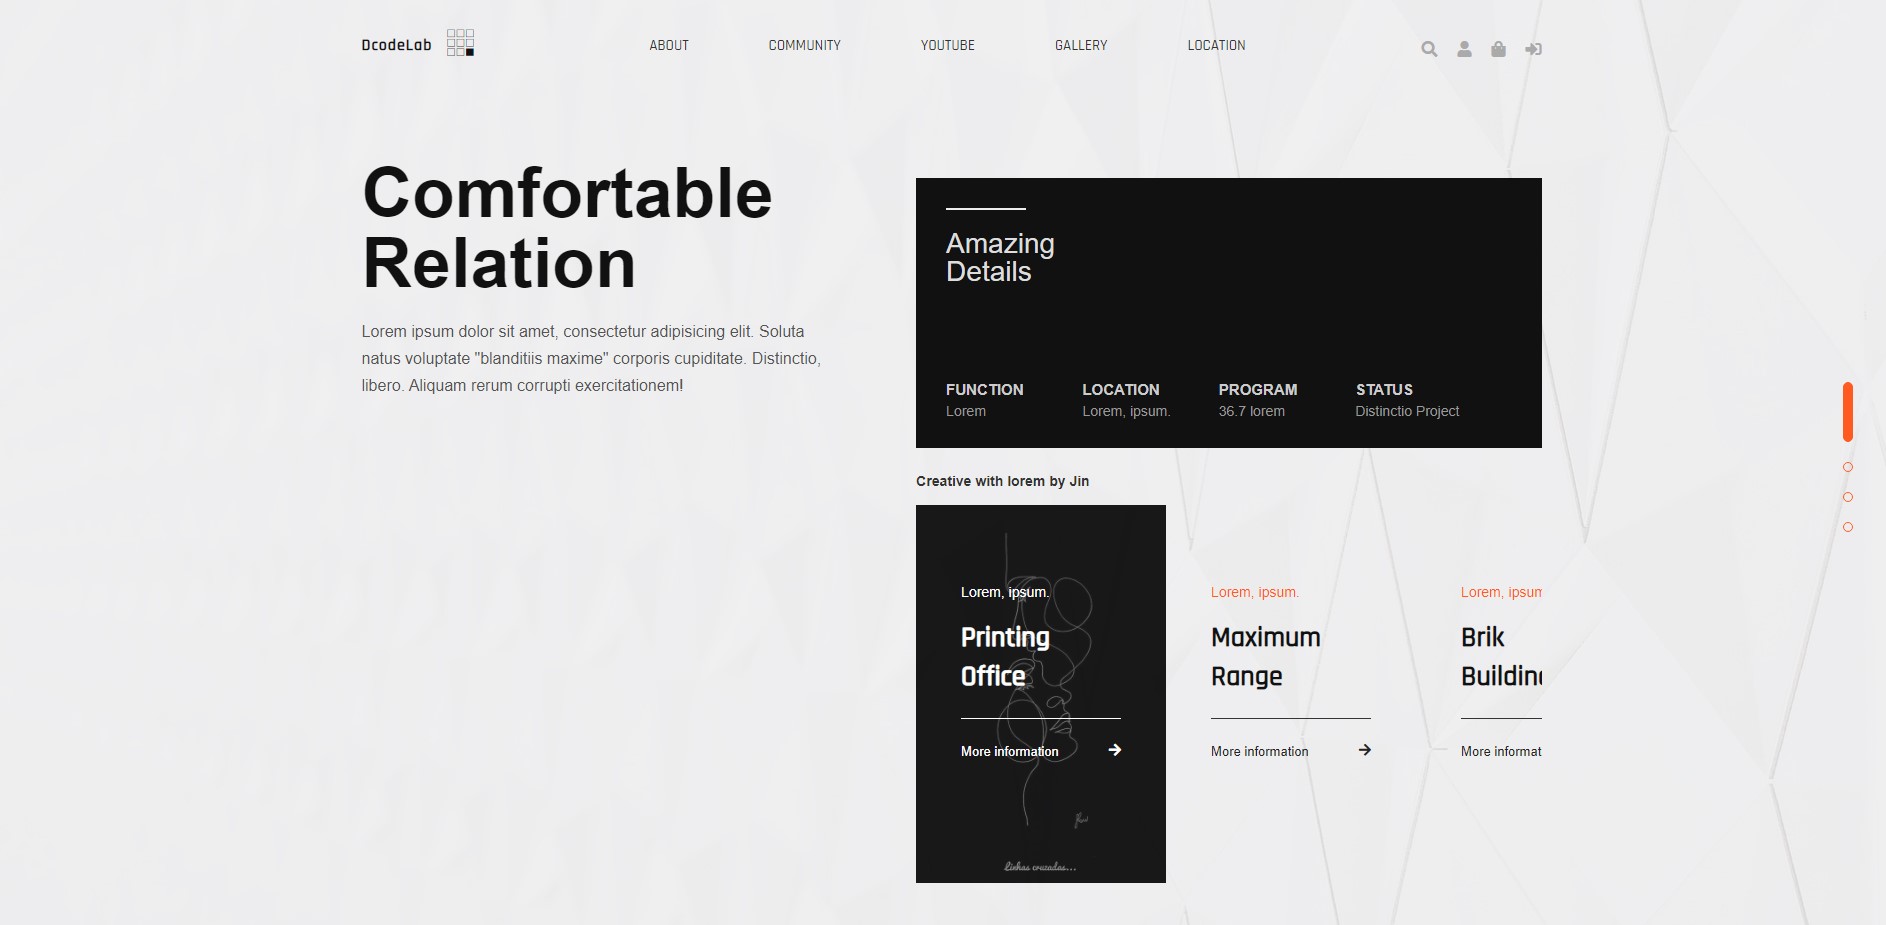 DcodeLab
ABOUT
COMMUNITY
YOUTUBE
GALLERY
LOCATION
Comfortable
Relation
Lorem ipsum dolor sit amet, consectetur adipisicing elit. Soluta
natus voluptate "blanditiis maxime" corporis cupiditate. Distinctio,
libero. Aliquam rerum corrupti exercitationem!
Amazing
Details
FUNCTION
Lorem
LOCATION
Lorem, ipsum.
PROGRAM
36.7 lorem
STATUS
Distinctio Project
Creative with lorem by Jin
Lorem, ipsum.
Printing
Office
More information
Linhas cruzadas...
Lorem, ipsum.
Maximum
Range
More information
Lorem, ipsum
Brik
Building
More informat